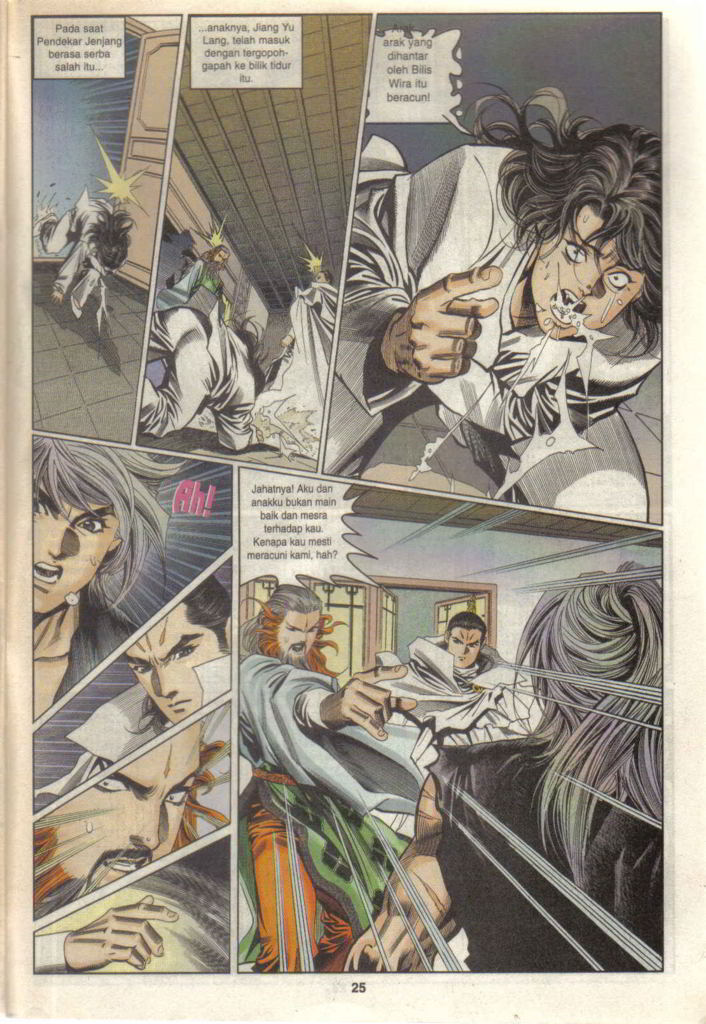 Pada saat
Pendekar Jenjang
berasa serba
salah itu...
...anaknya, Jiang Yu
Lang, telah masuk
dengan tergopoh-
gapah ke bilik tidur
itu.
Arak
arak yang
dihantar
oleh Bilis
Wira itu
beracun!
Ah!
Jahatnya! Aku dan
anakku bukan main
baik dan mesra
terhadap kau.
Kenapa kau mesti
meracuni kami, hah?
25